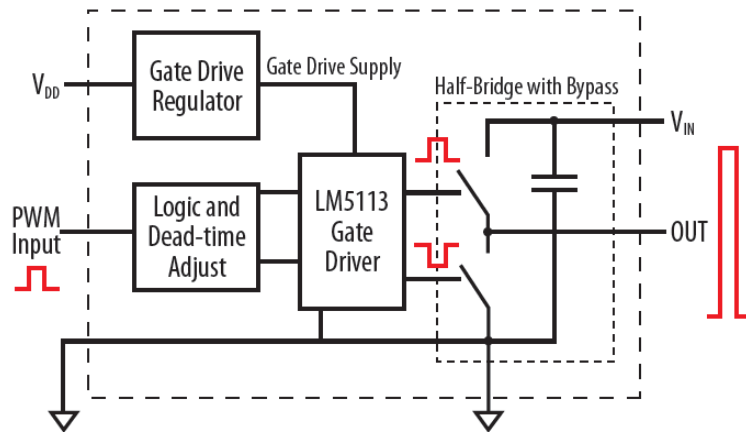 Gate Drive
Regulator
Gate Drive Supply
Half-Bridge with Bypass
VDD
VIN
PWM
Input
Logic and
Dead-time
Adjust
LM5113
Gate
Driver
OUT